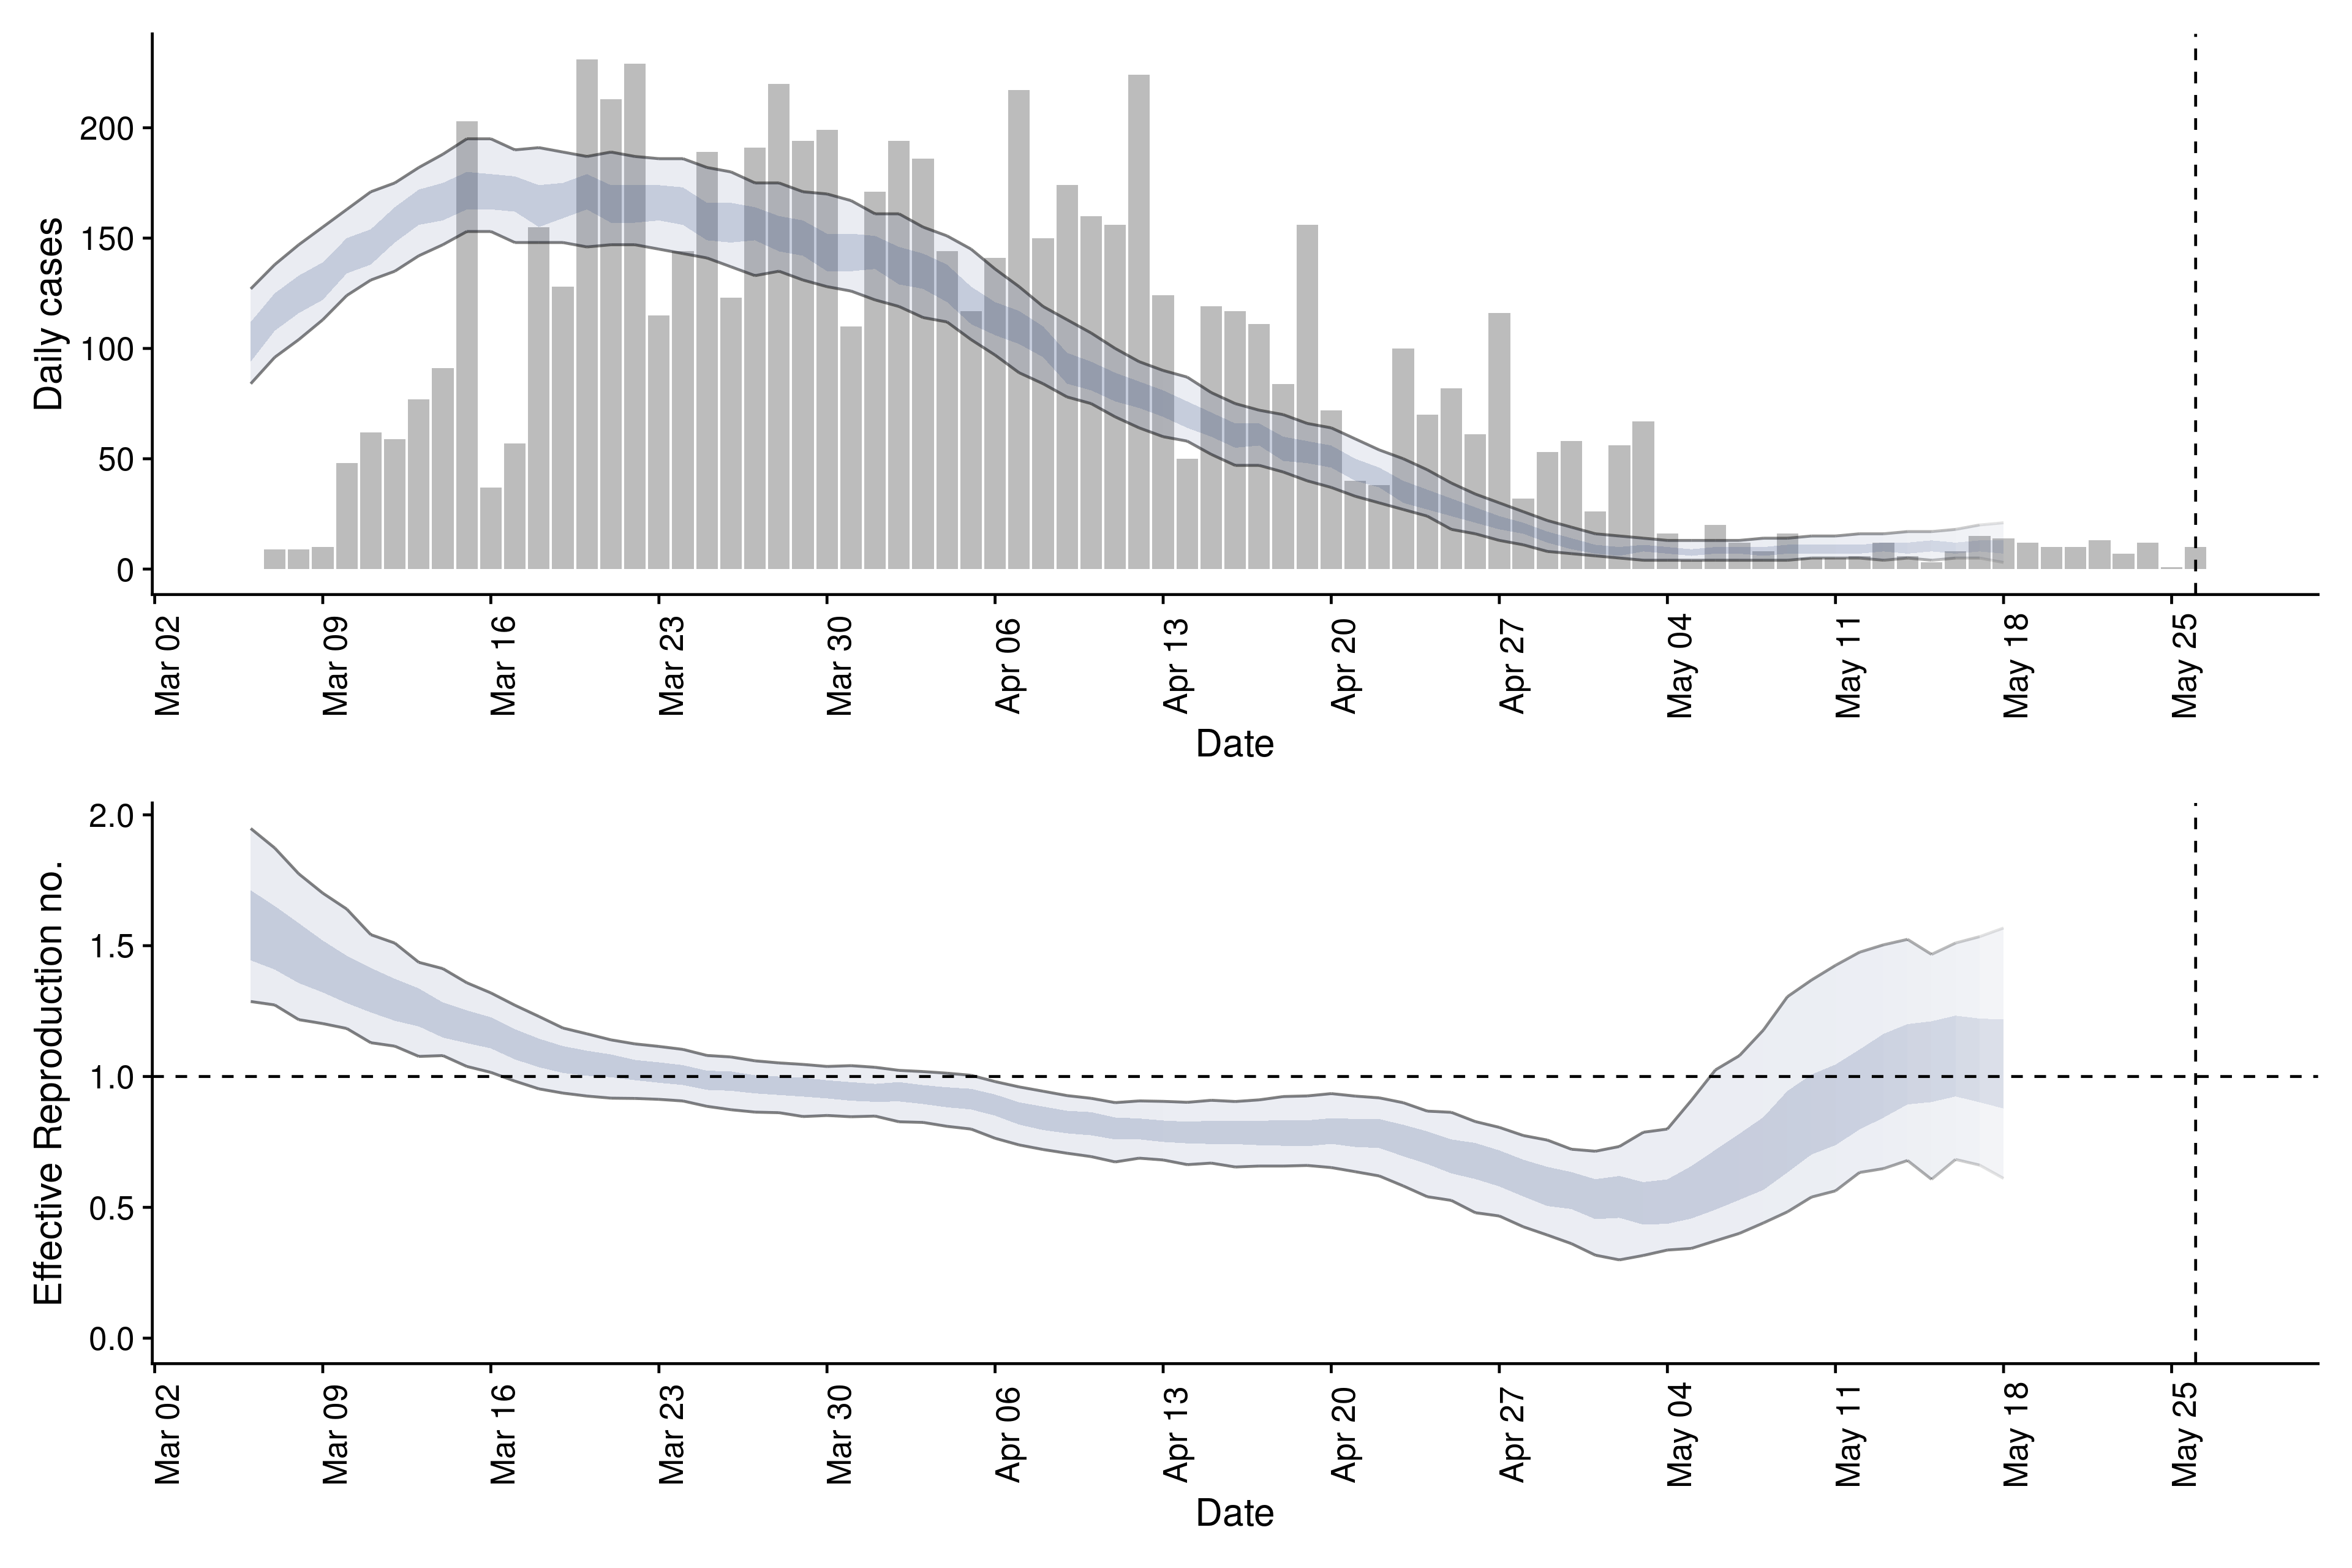 Daily cases
200
150
100
50
0
Mar 02
Mar 09
Mar 16
Mar 23
Mar 30
Apr 06
Apr 13
Apr 20
Apr 27
May 04
May 11
May 18
May 25
Date
Effective Reproduction no.
2.0
1.5
1.0
0.5
0.0
Mar 02
Mar 09
Mar 16
Mar 23
Mar 30
Apr 06
Apr 13
Apr 20
Apr 27
May 04
May 11
May 18
May 25
Date